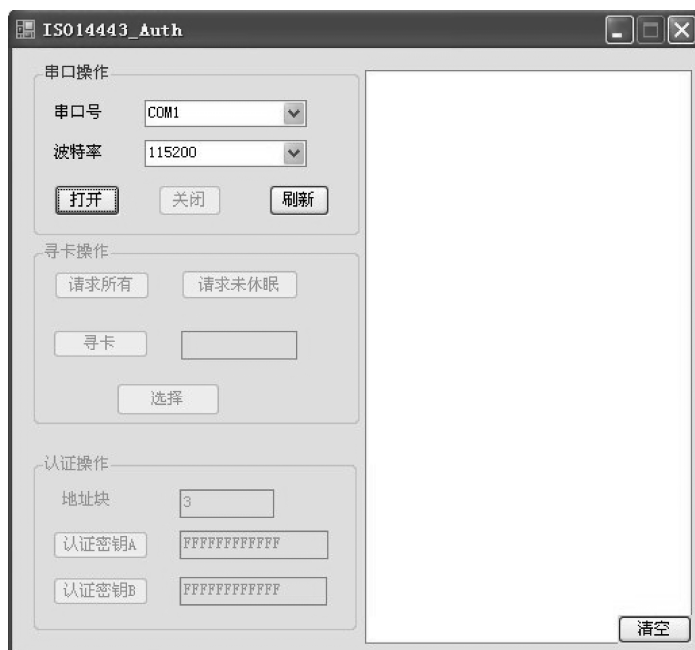 ISO14443_Auth
串口操作
串口号 COM1
波特率 115200
打开 关闭 刷新
寻卡操作
请求所有 请求未休眠
寻卡
选择
认证操作
地址块 3
认证密钥A FFFFFFFFFFFF
认证密钥B FFFFFFFFFFFF
清空